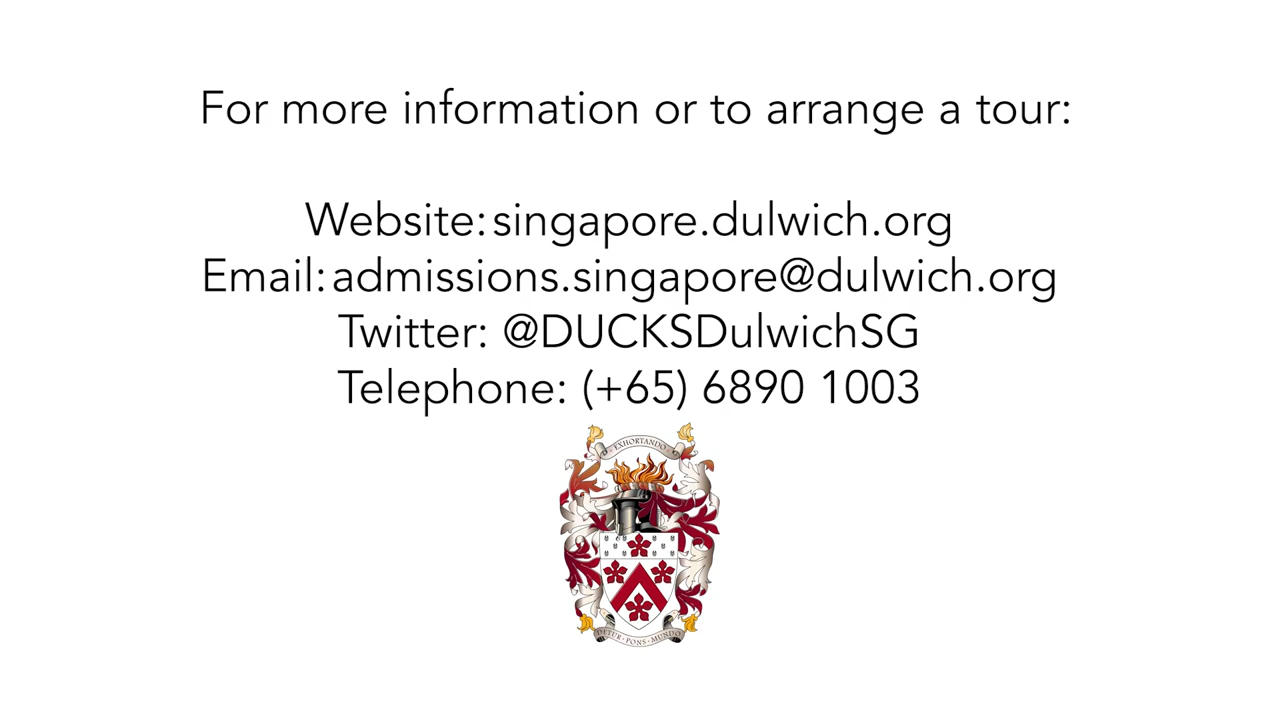 For more information or to arrange a tour:
Website: singapore.dulwich.org
Email: admissions.singapore@dulwich.org
Twitter: @DUCKSDulwichSG
Telephone: (+65) 6890 1003
EXHORTANDO
DETUR · PONS · MUNDO